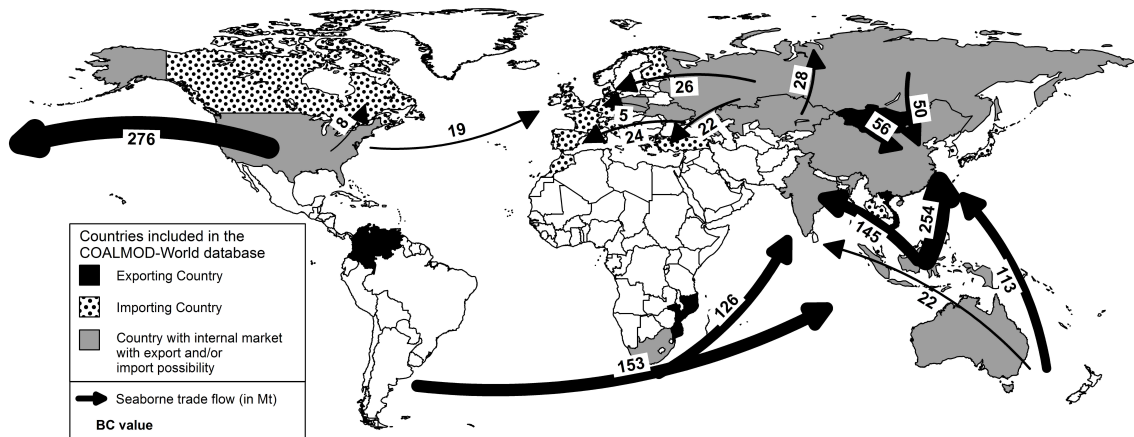 276
8
19
26
5
24
22
28
50
56
145
254
113
22
126
153
Countries included in the
COALMOD-World database
Exporting Country
Importing Country
Country with internal market
with export and/or
import possibility
Seaborne trade flow (in Mt)
BC value